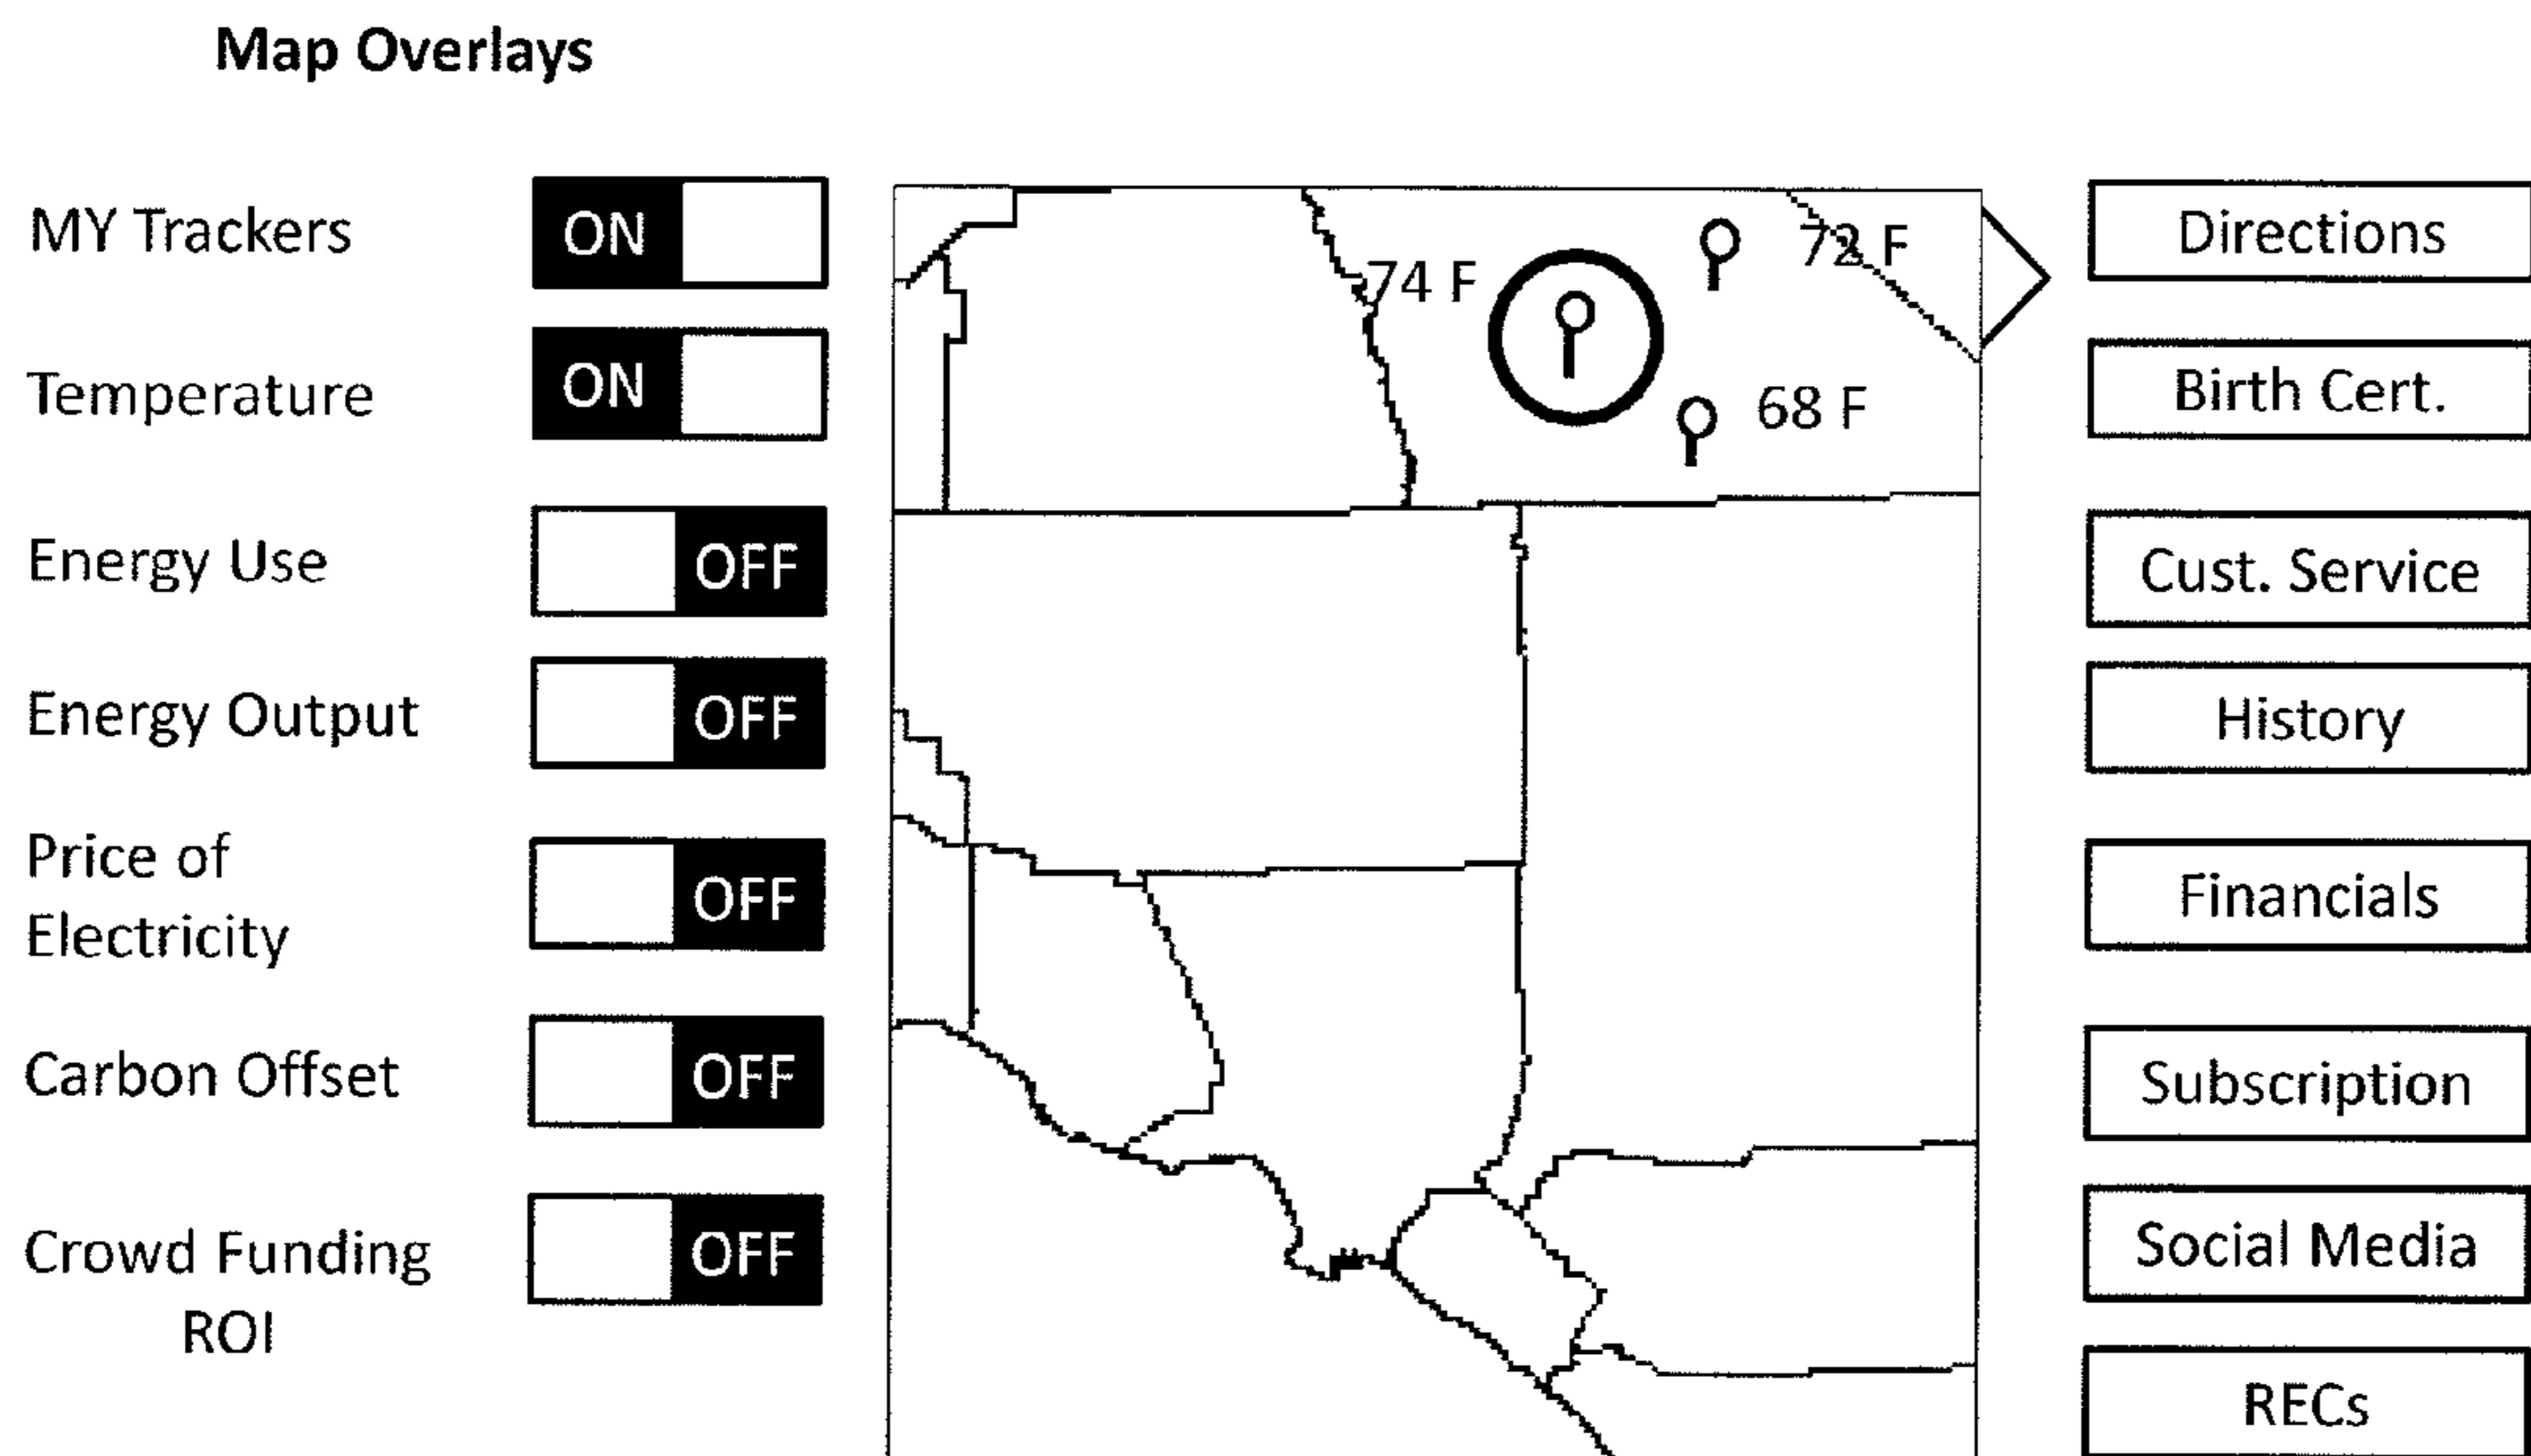 Map Overlays
MY Trackers
ON
Temperature
ON
Energy Use
OFF
Energy Output
OFF
Price of
Electricity
OFF
Carbon Offset
OFF
Crowd Funding
ROI
OFF
74 F
72 F
68 F
Directions
Birth Cert.
Cust. Service
History
Financials
Subscription
Social Media
RECs